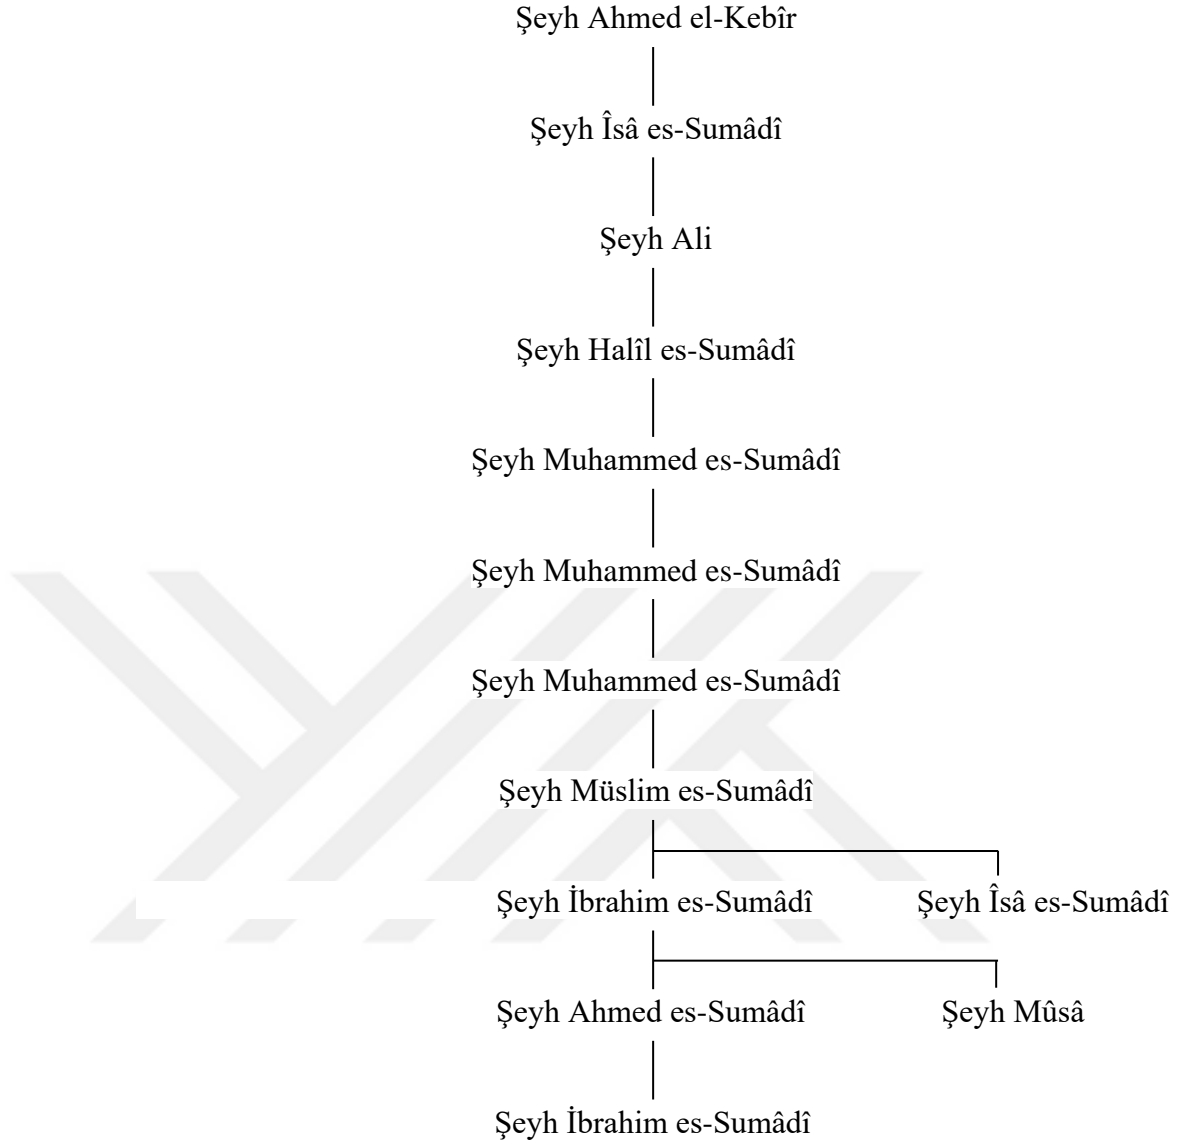 Şeyh Ahmed el-Kebîr
Şeyh Îsâ es-Sumâdî
Şeyh Ali
Şeyh Halîl es-Sumâdî
Şeyh Muhammed es-Sumâdî
Şeyh Muhammed es-Sumâdî
Şeyh Muhammed es-Sumâdî
Şeyh Müslim es-Sumâdî
Şeyh İbrahim es-Sumâdî Şeyh Îsâ es-Sumâdî
Şeyh Ahmed es-Sumâdî Şeyh Mûsâ
Şeyh İbrahim es-Sumâdî